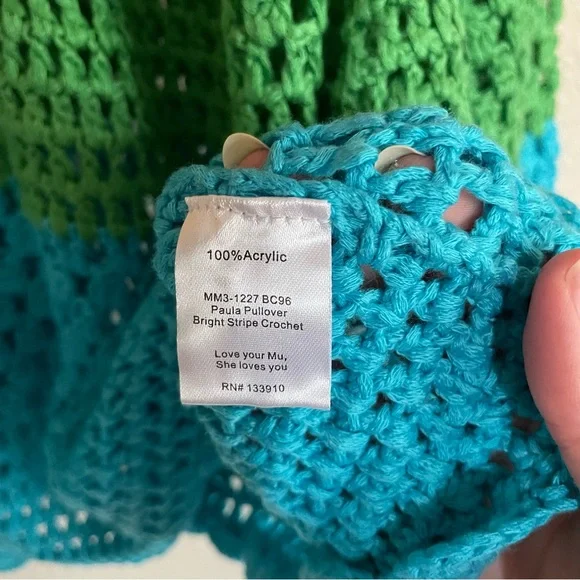 100%Acrylic
MM3-1227 BC96
Paula Pullover
Bright Stripe Crochet
Love your Mu,
She loves you
RN# 133910